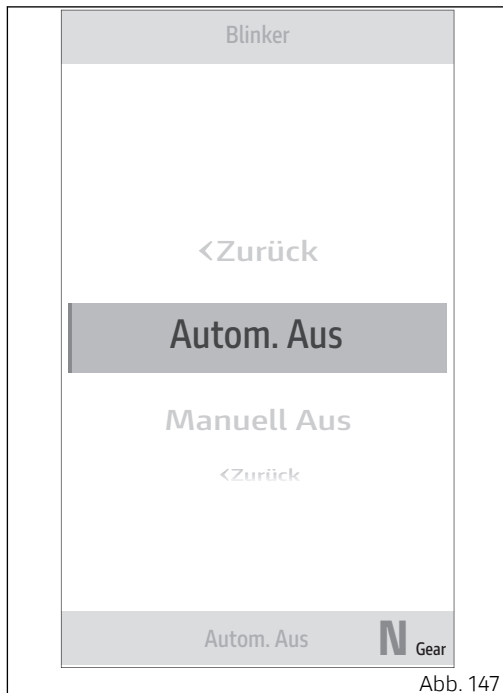 Blinker
<Zurück
Autom. Aus
Manuell Aus
<Zurück
Autom. Aus N Gear
Abb. 147